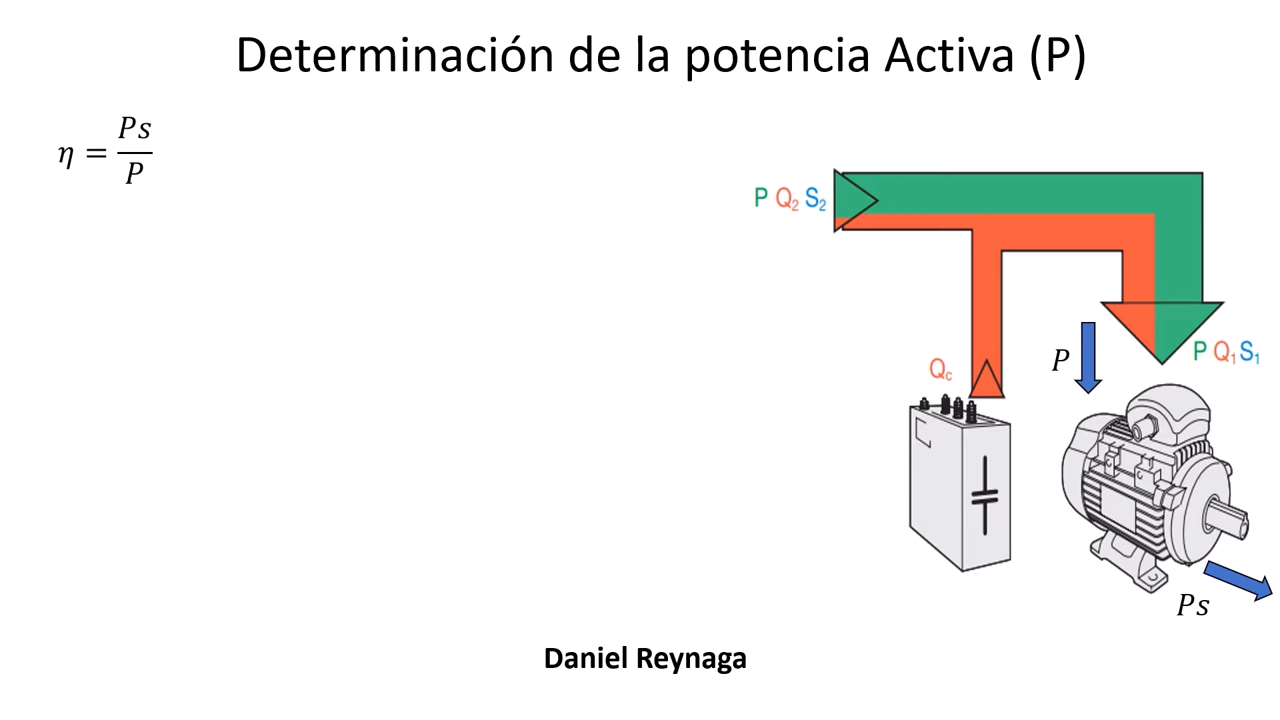 Determinación de la potencia Activa (P)
η = Ps/P
P Q₂ S₂
P Q₁ S₁
P
Qc
Ps
Daniel Reynaga